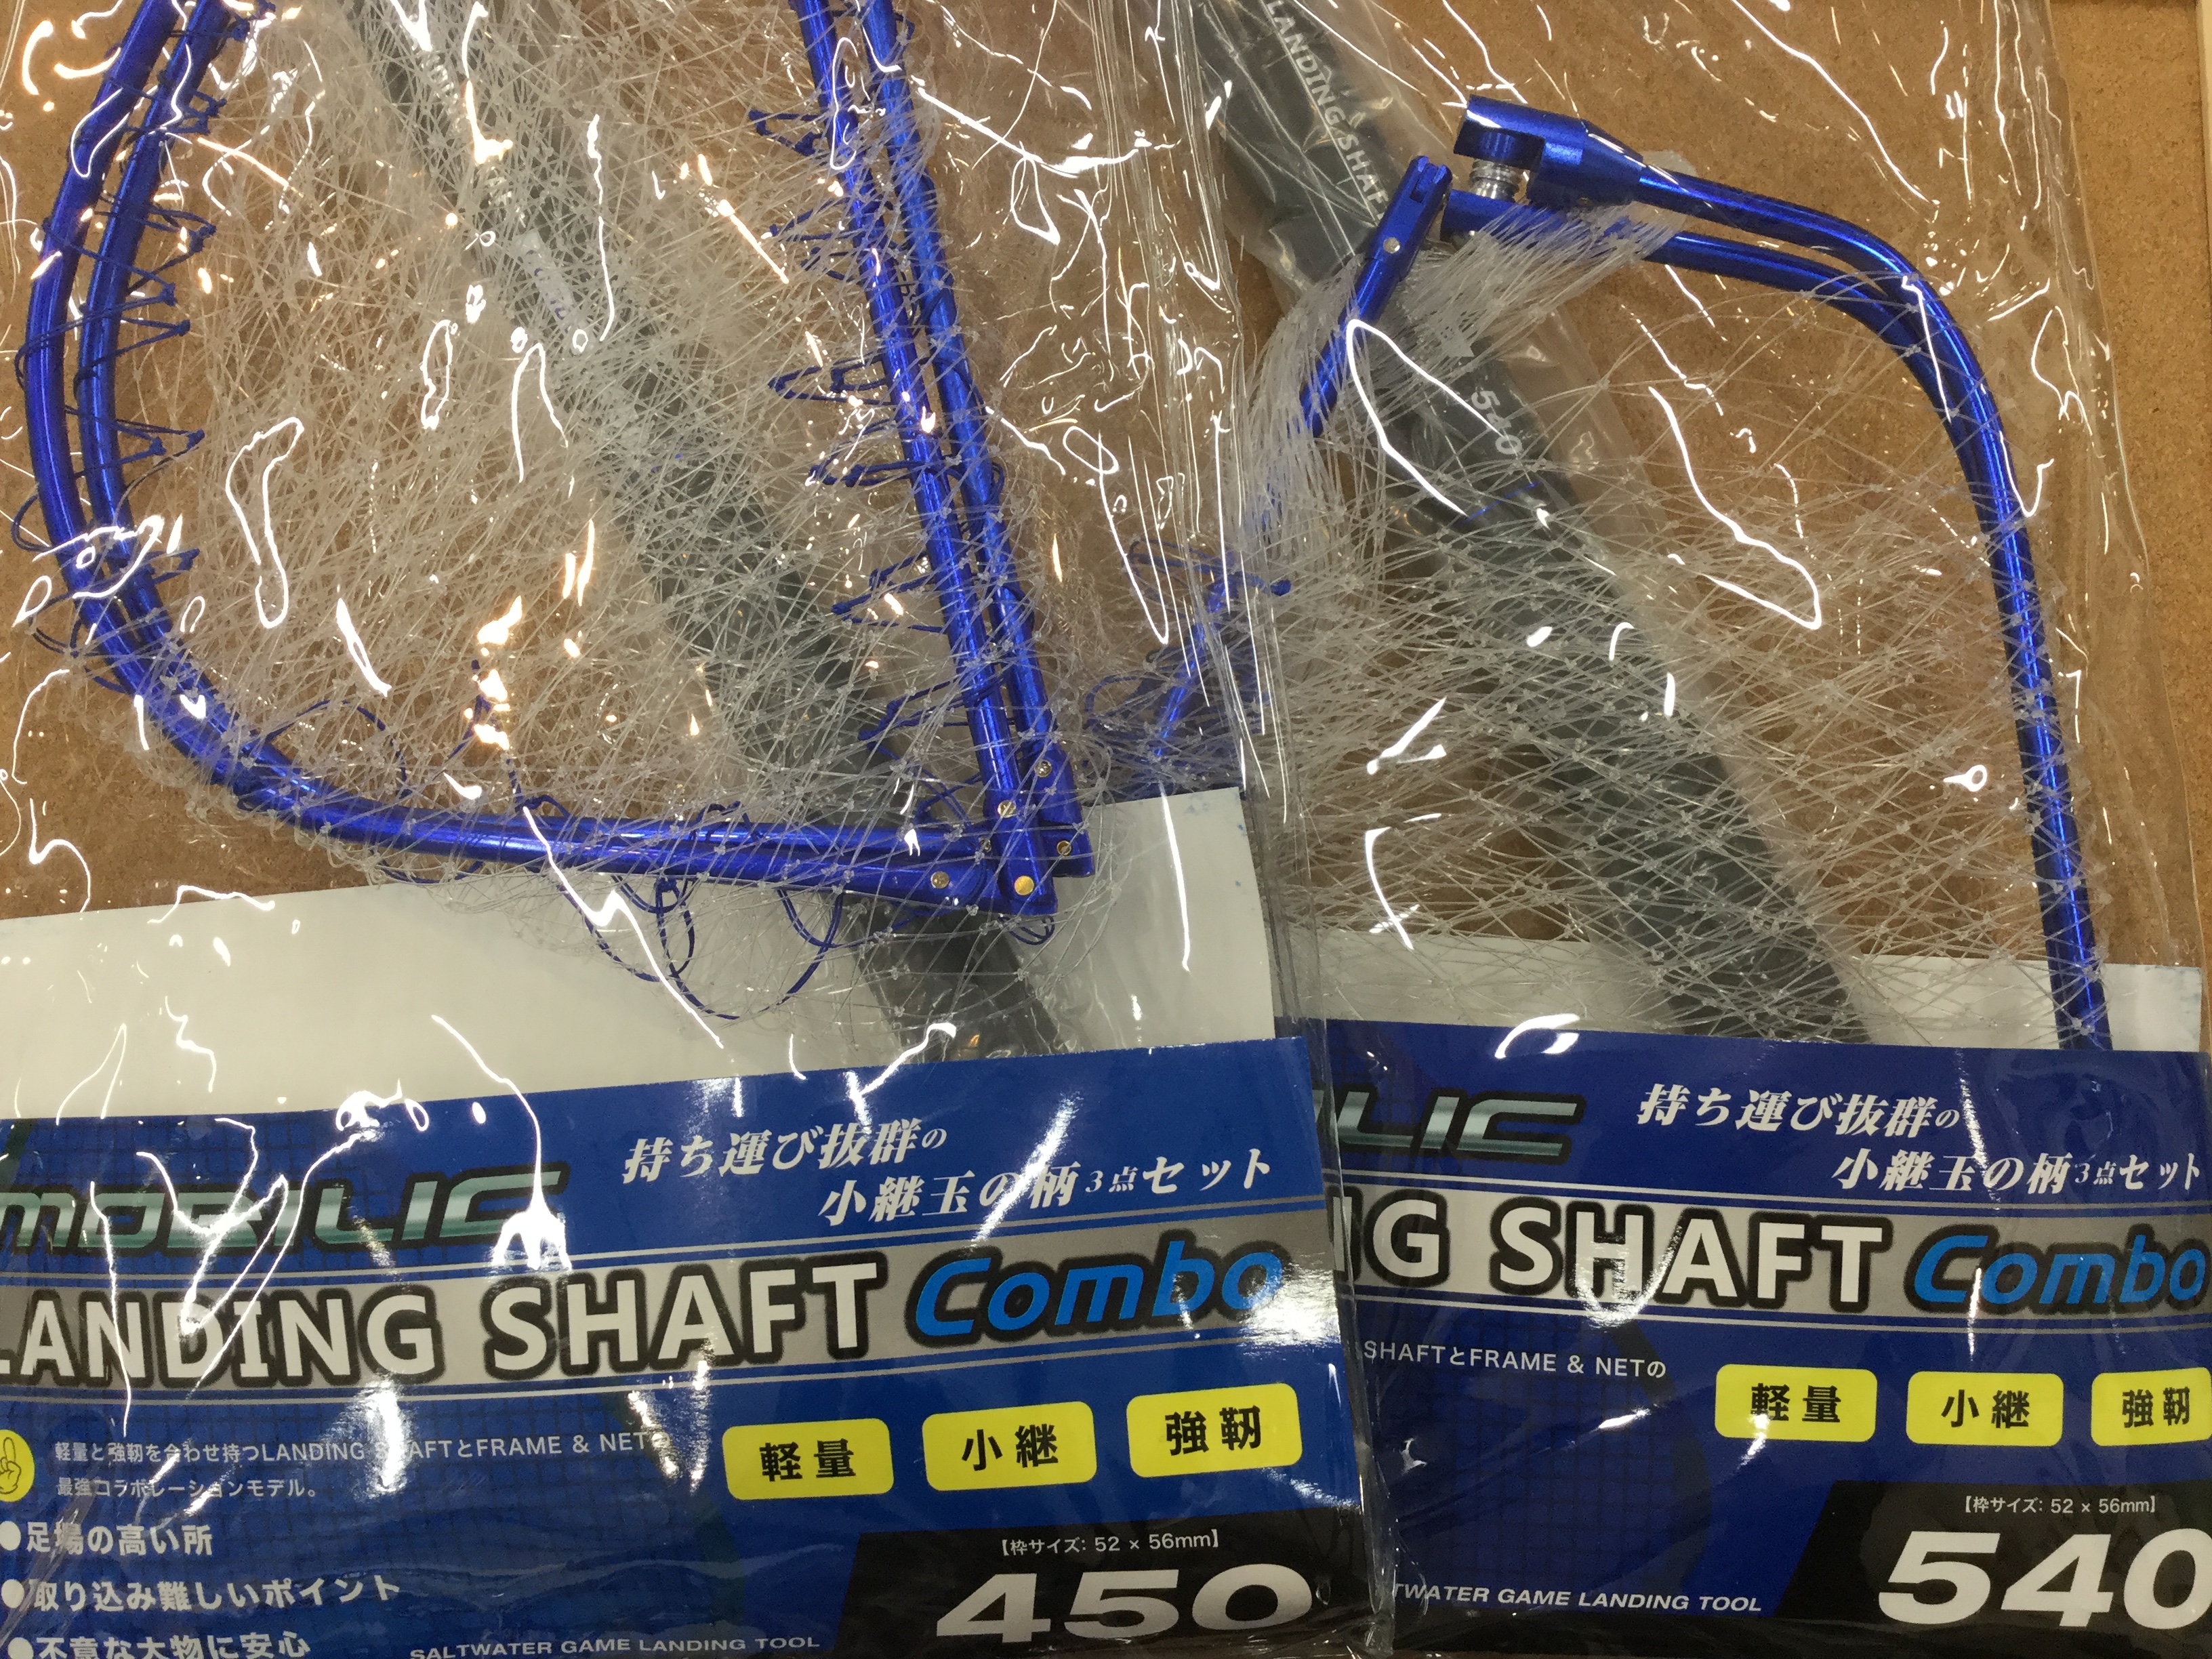 LANDING SHAFT
540
MOBILIC
持ち運び抜群の
小継玉の柄3点セット
LANDING SHAFT Combo
軽量と強靭を合わせ持つLANDING SHAFTとFRAME & NETの
最強コラボレーションモデル。
軽量 小継 強靭
●足場の高い所
●取り込み難しいポイント
●不意な大物に安心
【枠サイズ: 52 × 56mm】
450
SALTWATER GAME LANDING TOOL
LIC
持ち運び抜群の
小継玉の柄3点セット
NG SHAFT Combo
SHAFTとFRAME & NETの
軽量 小継 強靭
【枠サイズ: 52 × 56mm】
540
TWATER GAME LANDING TOOL